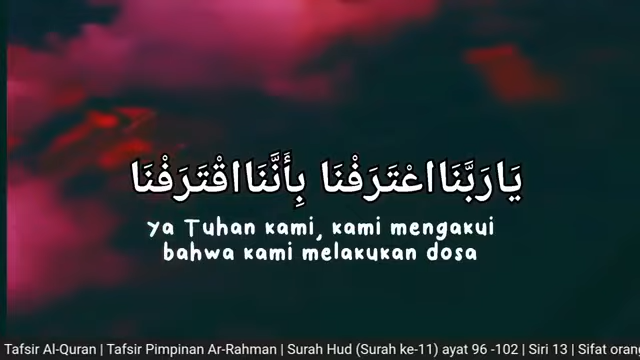 يَارَبَّنَااعْتَرَفْنَا بِأَنَّنَااقْتَرَفْنَا
Ya Tuhan kami, kami mengakui
bahwa kami melakukan dosa
Tafsir Al-Quran | Tafsir Pimpinan Ar-Rahman | Surah Hud (Surah ke-11) ayat 96 -102 | Siri 13 | Sifat oran